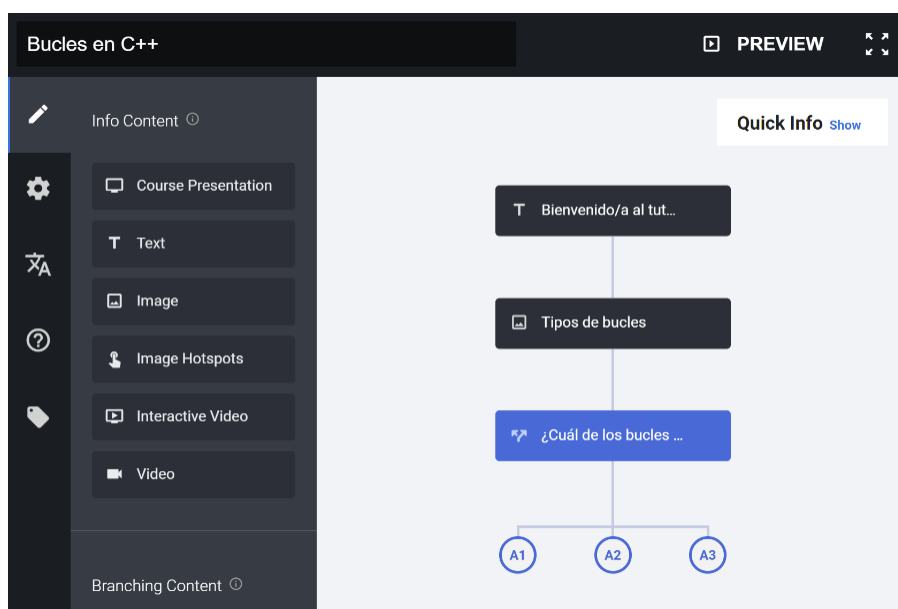 Bucles en C++
PREVIEW
Info Content
Course Presentation
Text
Image
Image Hotspots
Interactive Video
Video
Branching Content
Quick Info Show
Bienvenido/a al tut...
Tipos de bucles
¿Cuál de los bucles ...
A1 A2 A3